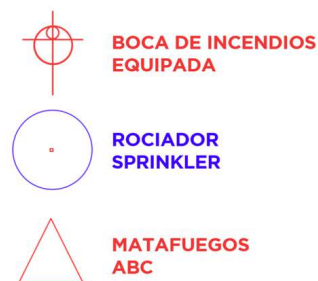 BOCA DE INCENDIOS
EQUIPADA
ROCIADOR
SPRINKLER
MATAFUEGOS
ABC